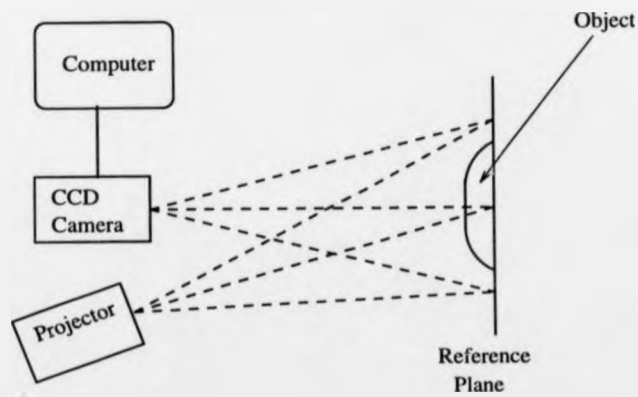 Object
Computer
CCD
Camera
Projector
Reference
Plane